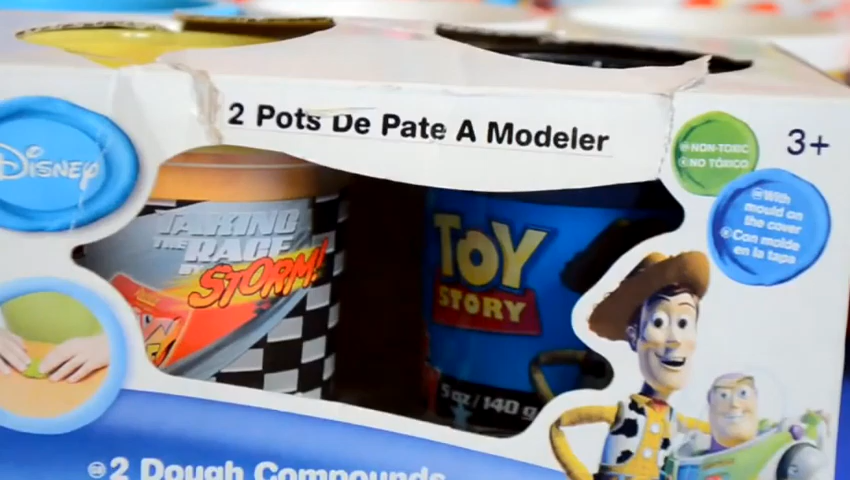 2 Pots De Pate A Modeler
Disney
NON-TOXIC
NO TÓXICO
3+
With
mould on
the cover
Con molde
en la tapa
TAKING
THE RACE
BY STORM!
TOY
STORY
5 oz / 140 g
2 Dough Compounds